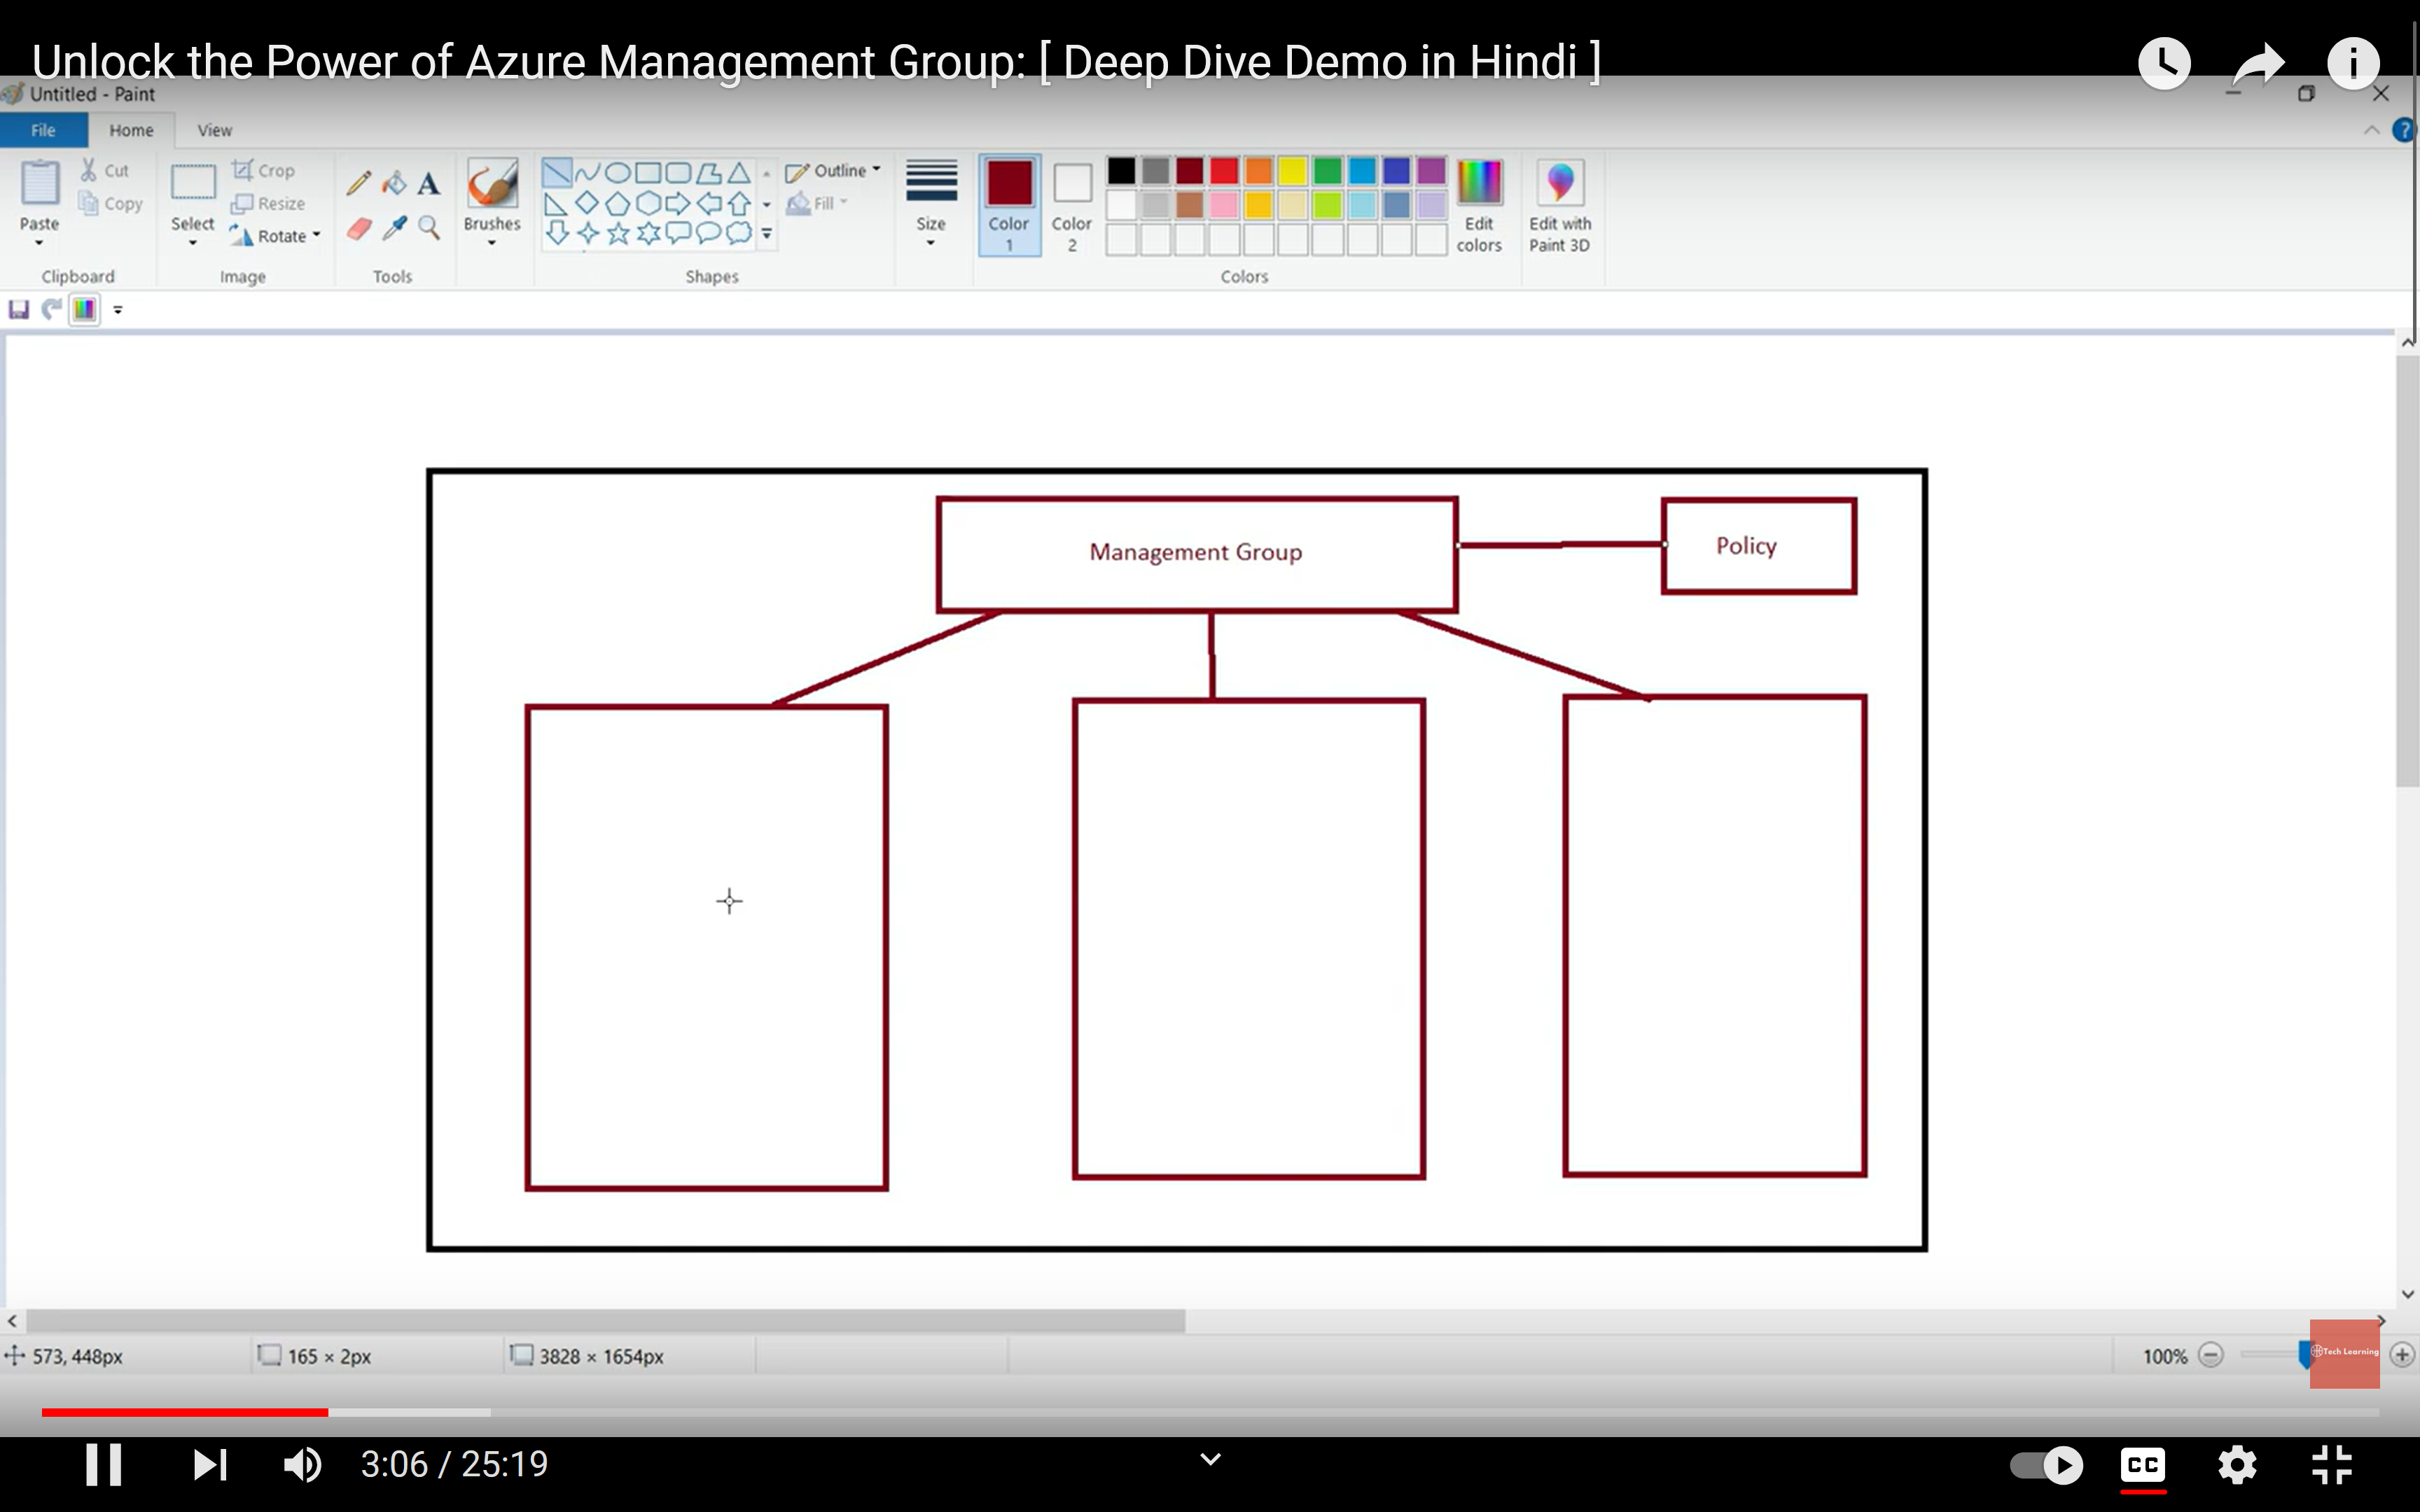 Unlock the Power of Azure Management Group: [ Deep Dive Demo in Hindi ]
Untitled - Paint
File Home View
Paste
Cut
Copy
Clipboard
Select
Crop
Resize
Rotate
Image
A
Tools
Brushes
Shapes
Outline
Fill
Size
Color 1
Color 2
Colors
Edit colors
Edit with Paint 3D
Management Group
Policy
573, 448px
165 × 2px
3828 × 1654px
100%
Tech Learning
3:06 / 25:19
CC